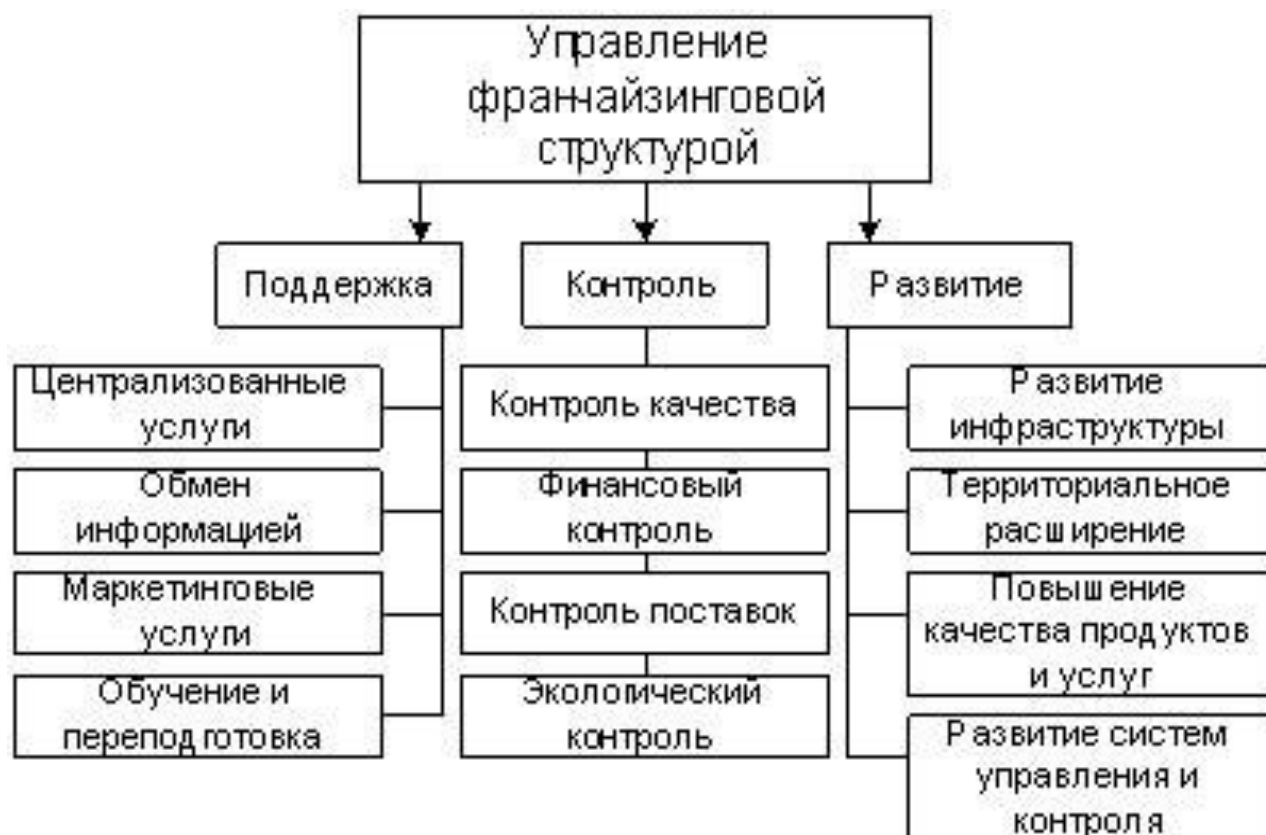 Управление
франчайзинговой
структурой
Поддержка
Контроль
Развитие
Централизованные
услуги
Обмен
информацией
Маркетинговые
услуги
Обучение и
переподготовка
Контроль качества
Финансовый
контроль
Контроль поставок
Экологический
контроль
Развитие
инфраструктуры
Территориальное
расширение
Повышение
качества продуктов
и услуг
Развитие систем
управления и
контроля